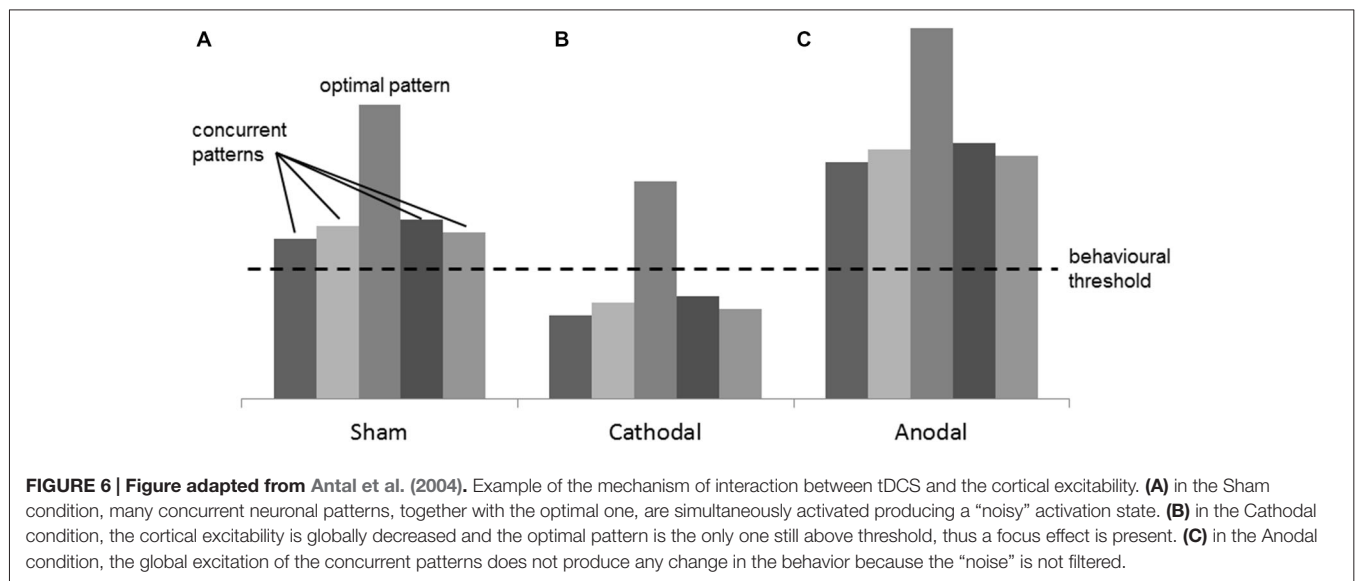 A
B
C
optimal pattern
concurrent
patterns
behavioural
threshold
Sham
Cathodal
Anodal
FIGURE 6 | Figure adapted from Antal et al. (2004). Example of the mechanism of interaction between tDCS and the cortical excitability. (A) in the Sham
condition, many concurrent neuronal patterns, together with the optimal one, are simultaneously activated producing a “noisy” activation state. (B) in the Cathodal
condition, the cortical excitability is globally decreased and the optimal pattern is the only one still above threshold, thus a focus effect is present. (C) in the Anodal
condition, the global excitation of the concurrent patterns does not produce any change in the behavior because the “noise” is not filtered.